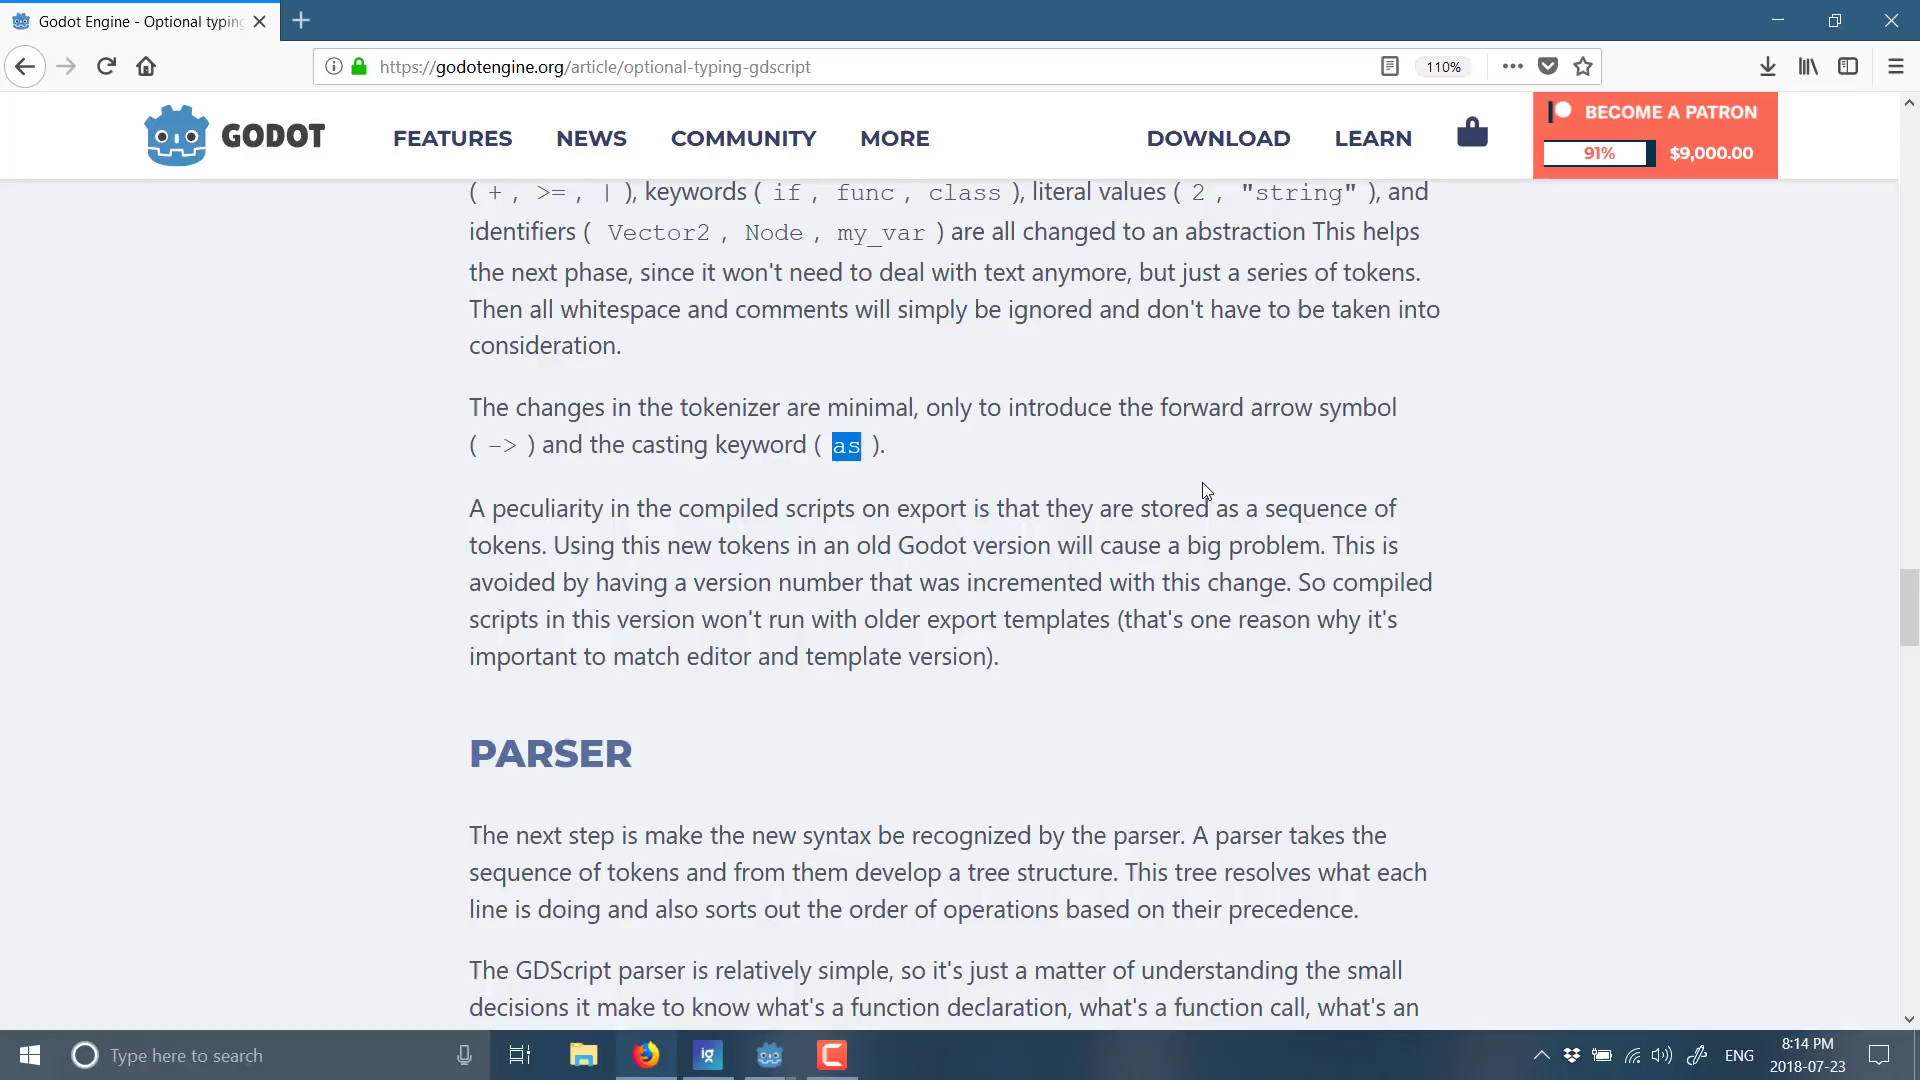 Godot Engine - Optional typing
https://godotengine.org/article/optional-typing-gdscript
110%
GODOT
FEATURES
NEWS
COMMUNITY
MORE
DOWNLOAD
LEARN
BECOME A PATRON
91%
$9,000.00
( + , >= , | ), keywords ( if , func , class ), literal values ( 2 , "string" ), and
identifiers ( Vector2 , Node , my_var ) are all changed to an abstraction This helps
the next phase, since it won't need to deal with text anymore, but just a series of tokens.
Then all whitespace and comments will simply be ignored and don't have to be taken into
consideration.
The changes in the tokenizer are minimal, only to introduce the forward arrow symbol
( -> ) and the casting keyword ( as ).
A peculiarity in the compiled scripts on export is that they are stored as a sequence of
tokens. Using this new tokens in an old Godot version will cause a big problem. This is
avoided by having a version number that was incremented with this change. So compiled
scripts in this version won't run with older export templates (that's one reason why it's
important to match editor and template version).
PARSER
The next step is make the new syntax be recognized by the parser. A parser takes the
sequence of tokens and from them develop a tree structure. This tree resolves what each
line is doing and also sorts out the order of operations based on their precedence.
The GDScript parser is relatively simple, so it's just a matter of understanding the small
decisions it make to know what's a function declaration, what's a function call, what's an
Type here to search
ig
ENG
8:14 PM
2018-07-23